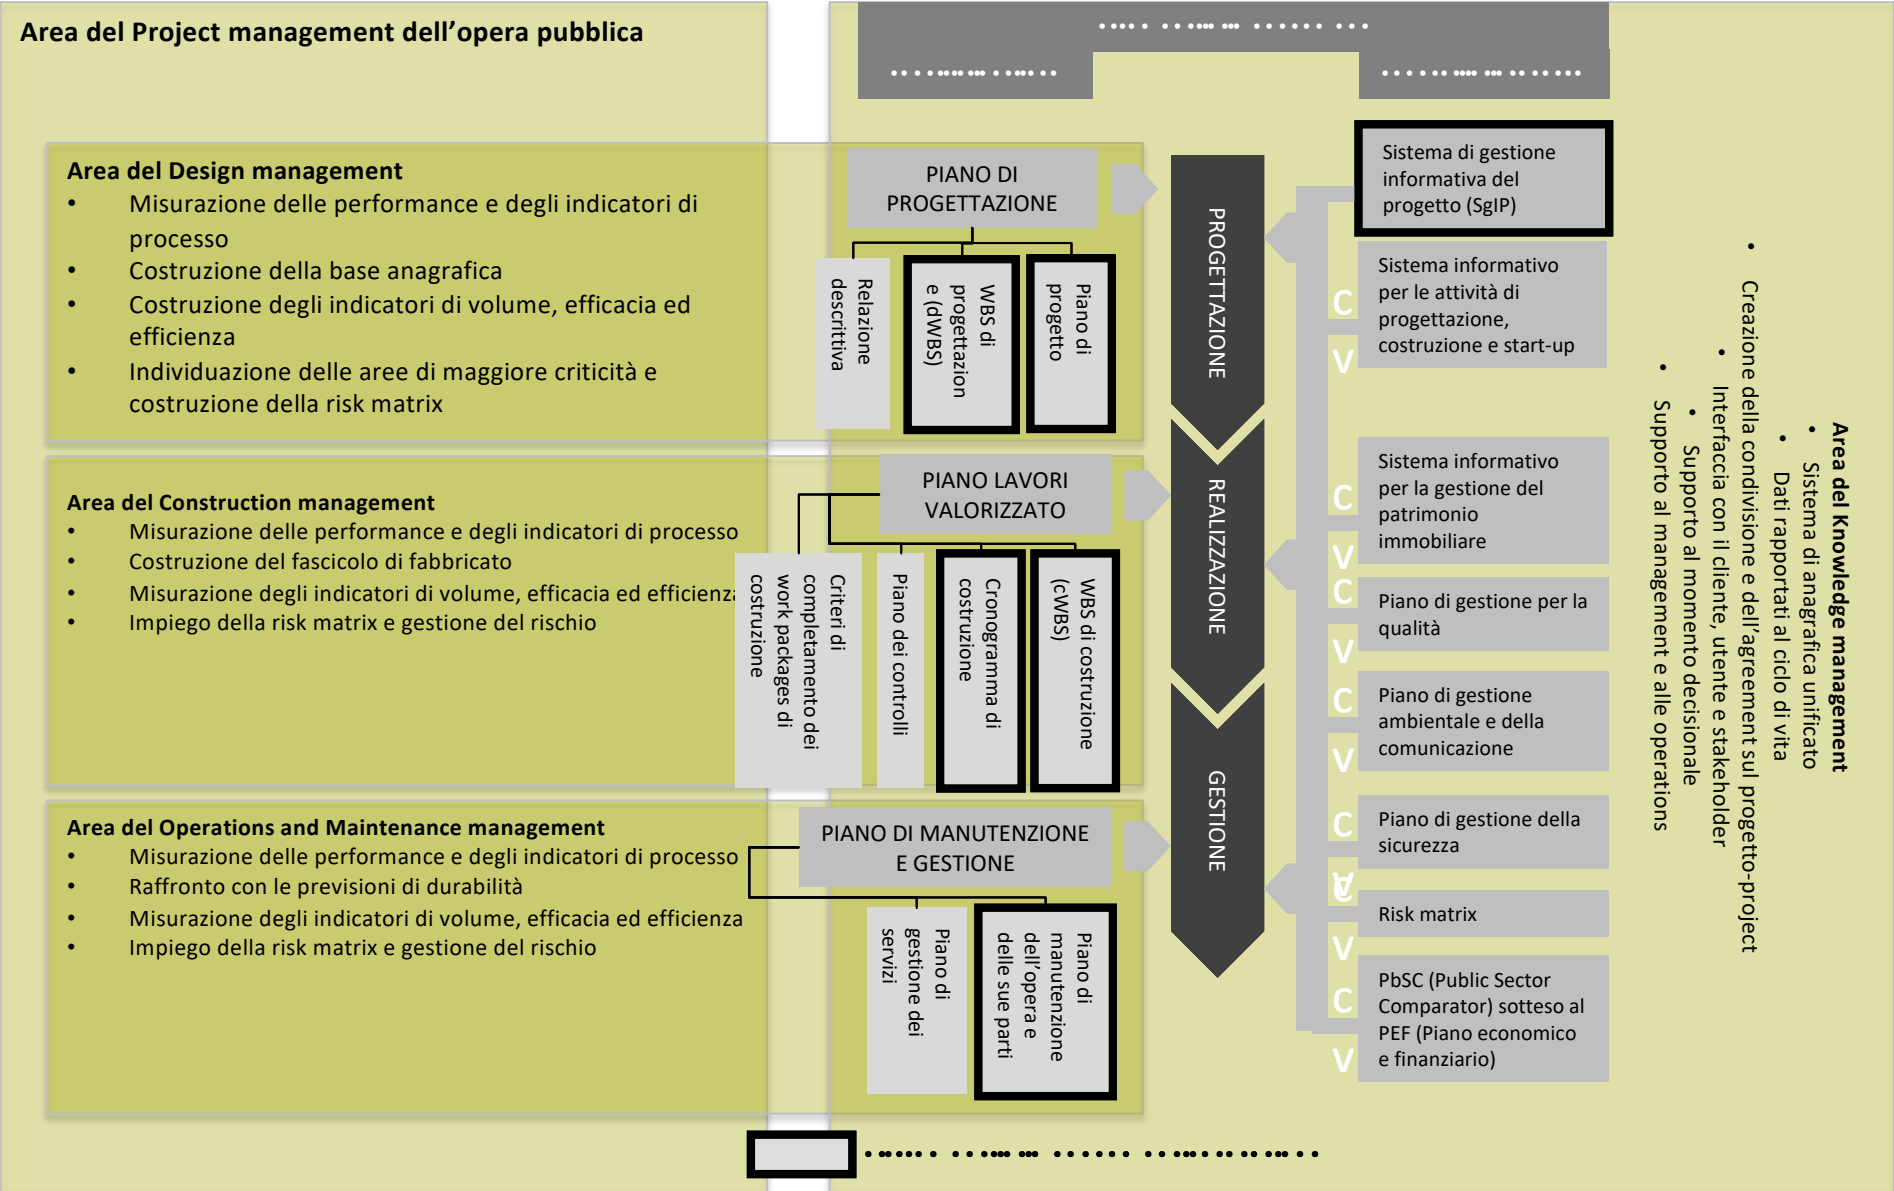 Area del Project management dell’opera pubblica
Area del Design management
• Misurazione delle performance e degli indicatori di
processo
• Costruzione della base anagrafica
• Costruzione degli indicatori di volume, efficacia ed
efficienza
• Individuazione delle aree di maggiore criticità e
costruzione della risk matrix
PIANO DI
PROGETTAZIONE
Relazione
descrittiva
WBS di
progettazion
e (dWBS)
Piano di
progetto
Area del Construction management
• Misurazione delle performance e degli indicatori di processo
• Costruzione del fascicolo di fabbricato
• Misurazione degli indicatori di volume, efficacia ed efficienza
• Impiego della risk matrix e gestione del rischio
PIANO LAVORI
VALORIZZATO
Criteri di
completamento dei
work packages di
costruzione
Piano dei controlli
Cronogramma di
costruzione
WBS di costruzione
(cWBS)
Area del Operations and Maintenance management
• Misurazione delle performance e degli indicatori di processo
• Raffronto con le previsioni di durabilità
• Misurazione degli indicatori di volume, efficacia ed efficienza
• Impiego della risk matrix e gestione del rischio
PIANO DI MANUTENZIONE
E GESTIONE
Piano di
gestione dei
servizi
Piano di
manutenzione
dell’opera e
delle sue parti
PROGETTAZIONE
REALIZZAZIONE
GESTIONE
Sistema di gestione
informativa del
progetto (SgIP)
C
V
Sistema informativo
per le attività di
progettazione,
costruzione e start-up
C
V
Sistema informativo
per la gestione del
patrimonio
immobiliare
C
V
Piano di gestione per la
qualità
C
V
Piano di gestione
ambientale e della
comunicazione
C
V
Piano di gestione della
sicurezza
C
V
Risk matrix
C
V
PbSC (Public Sector
Comparator) sotteso al
PEF (Piano economico
e finanziario)
Area del Knowledge management
• Sistema di anagrafica unificato
• Dati rapportati al ciclo di vita
• Creazione della condivisione e dell’agreement sul progetto-project
• Interfaccia con il cliente, utente e stakeholder
• Supporto al momento decisionale
• Supporto al management e alle operations